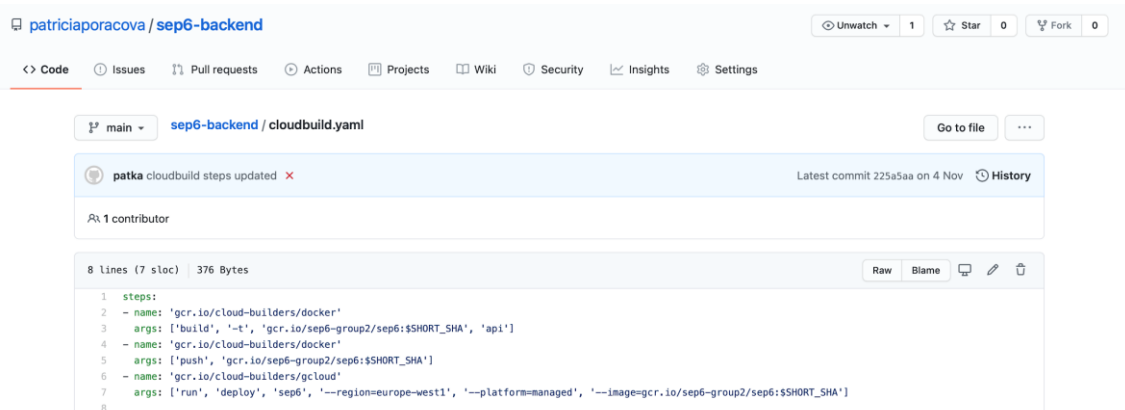 patriciaporacova / sep6-backend
Unwatch 1 Star 0 Fork 0
<> Code Issues Pull requests Actions Projects Wiki Security Insights Settings
main sep6-backend / cloudbuild.yaml Go to file ...
patka cloudbuild steps updated Latest commit 225a5aa on 4 Nov History
1 contributor
8 lines (7 sloc) 376 Bytes Raw Blame
1 steps:
2 - name: 'gcr.io/cloud-builders/docker'
3 args: ['build', '-t', 'gcr.io/sep6-group2/sep6:$SHORT_SHA', 'api']
4 - name: 'gcr.io/cloud-builders/docker'
5 args: ['push', 'gcr.io/sep6-group2/sep6:$SHORT_SHA']
6 - name: 'gcr.io/cloud-builders/gcloud'
7 args: ['run', 'deploy', 'sep6', '--region=europe-west1', '--platform=managed', '--image=gcr.io/sep6-group2/sep6:$SHORT_SHA']
8